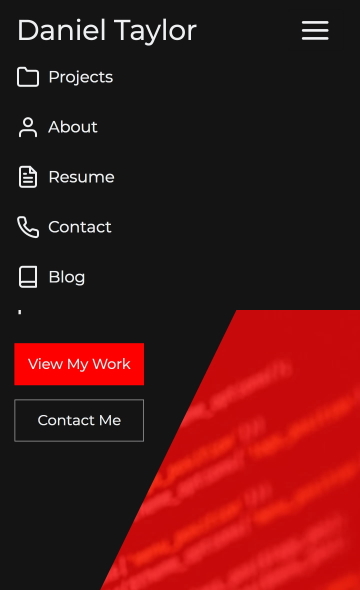 Daniel Taylor
Projects
About
Resume
Contact
Blog
View My Work
Contact Me